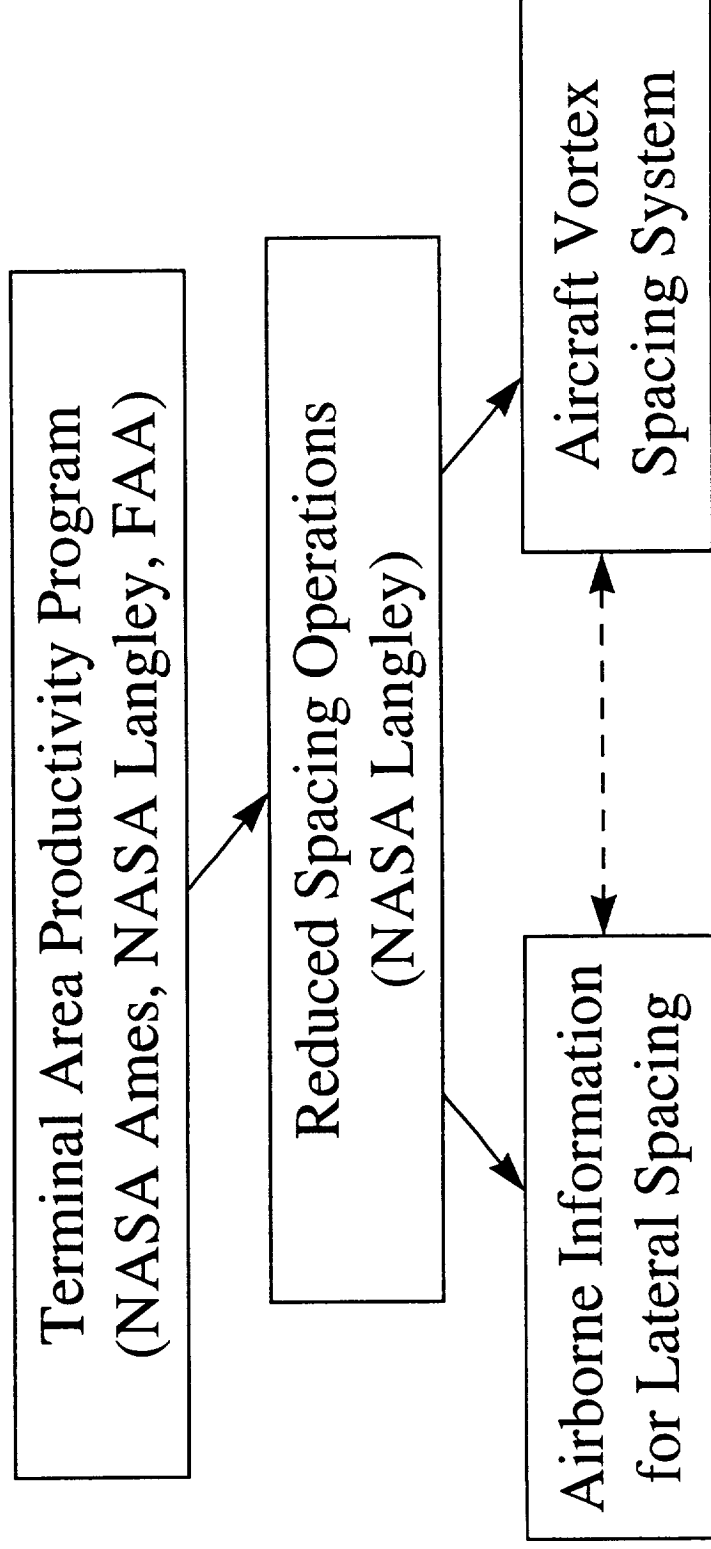 Terminal Area Productivity Program
(NASA Ames, NASA Langley, FAA)
Reduced Spacing Operations
(NASA Langley)
Airborne Information
for Lateral Spacing
Aircraft Vortex
Spacing System